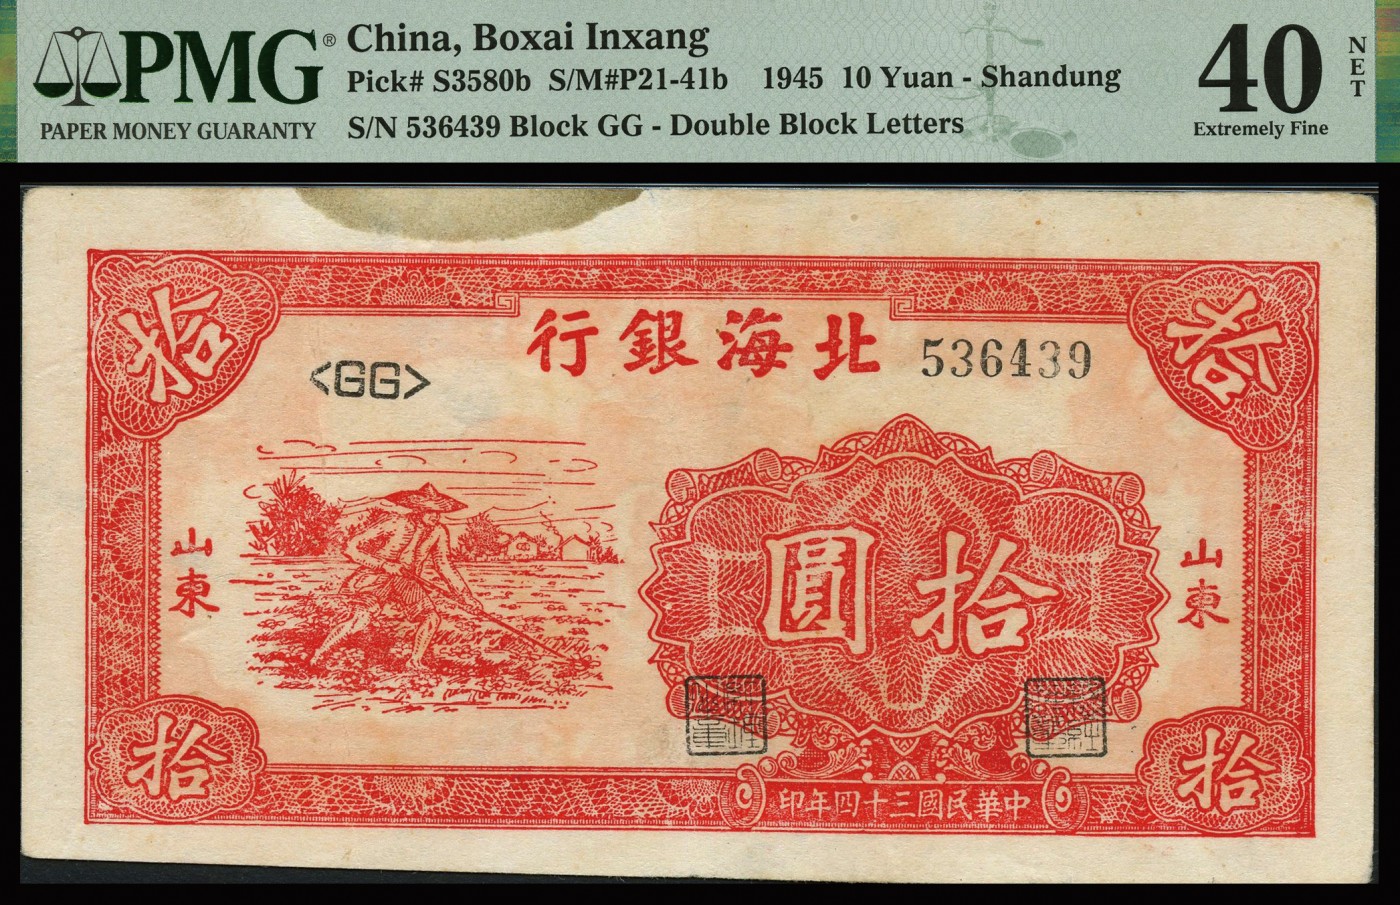 PMG®
PAPER MONEY GUARANTY
China, Boxai Inxang
Pick# S3580b S/M#P21-41b 1945 10 Yuan - Shandung
S/N 536439 Block GG - Double Block Letters
40
NET
Extremely Fine
拾
拾
北海銀行
536439
<GG>
山東
山東
拾圓
拾
拾
中華民國三十四年印